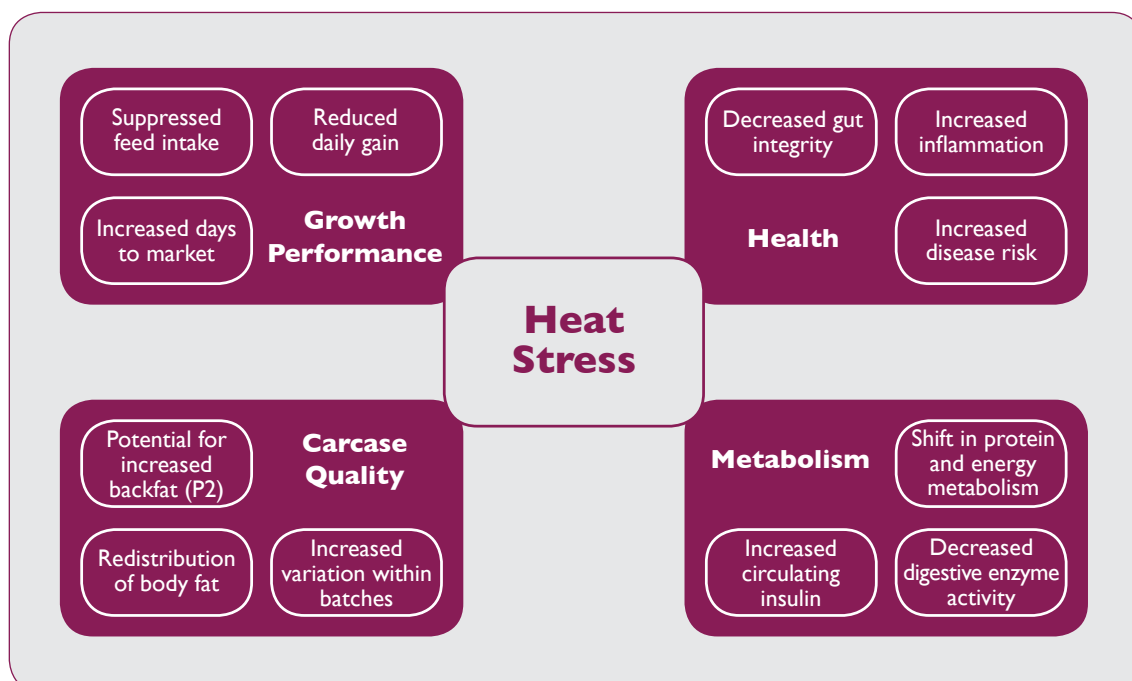 Suppressed
feed intake
Reduced
daily gain
Increased days
to market
Growth
Performance
Decreased gut
integrity
Increased
inflammation
Health
Increased
disease risk
Heat
Stress
Potential for
increased
backfat (P2)
Carcase
Quality
Redistribution
of body fat
Increased
variation within
batches
Metabolism
Shift in protein
and energy
metabolism
Increased
circulating
insulin
Decreased
digestive enzyme
activity